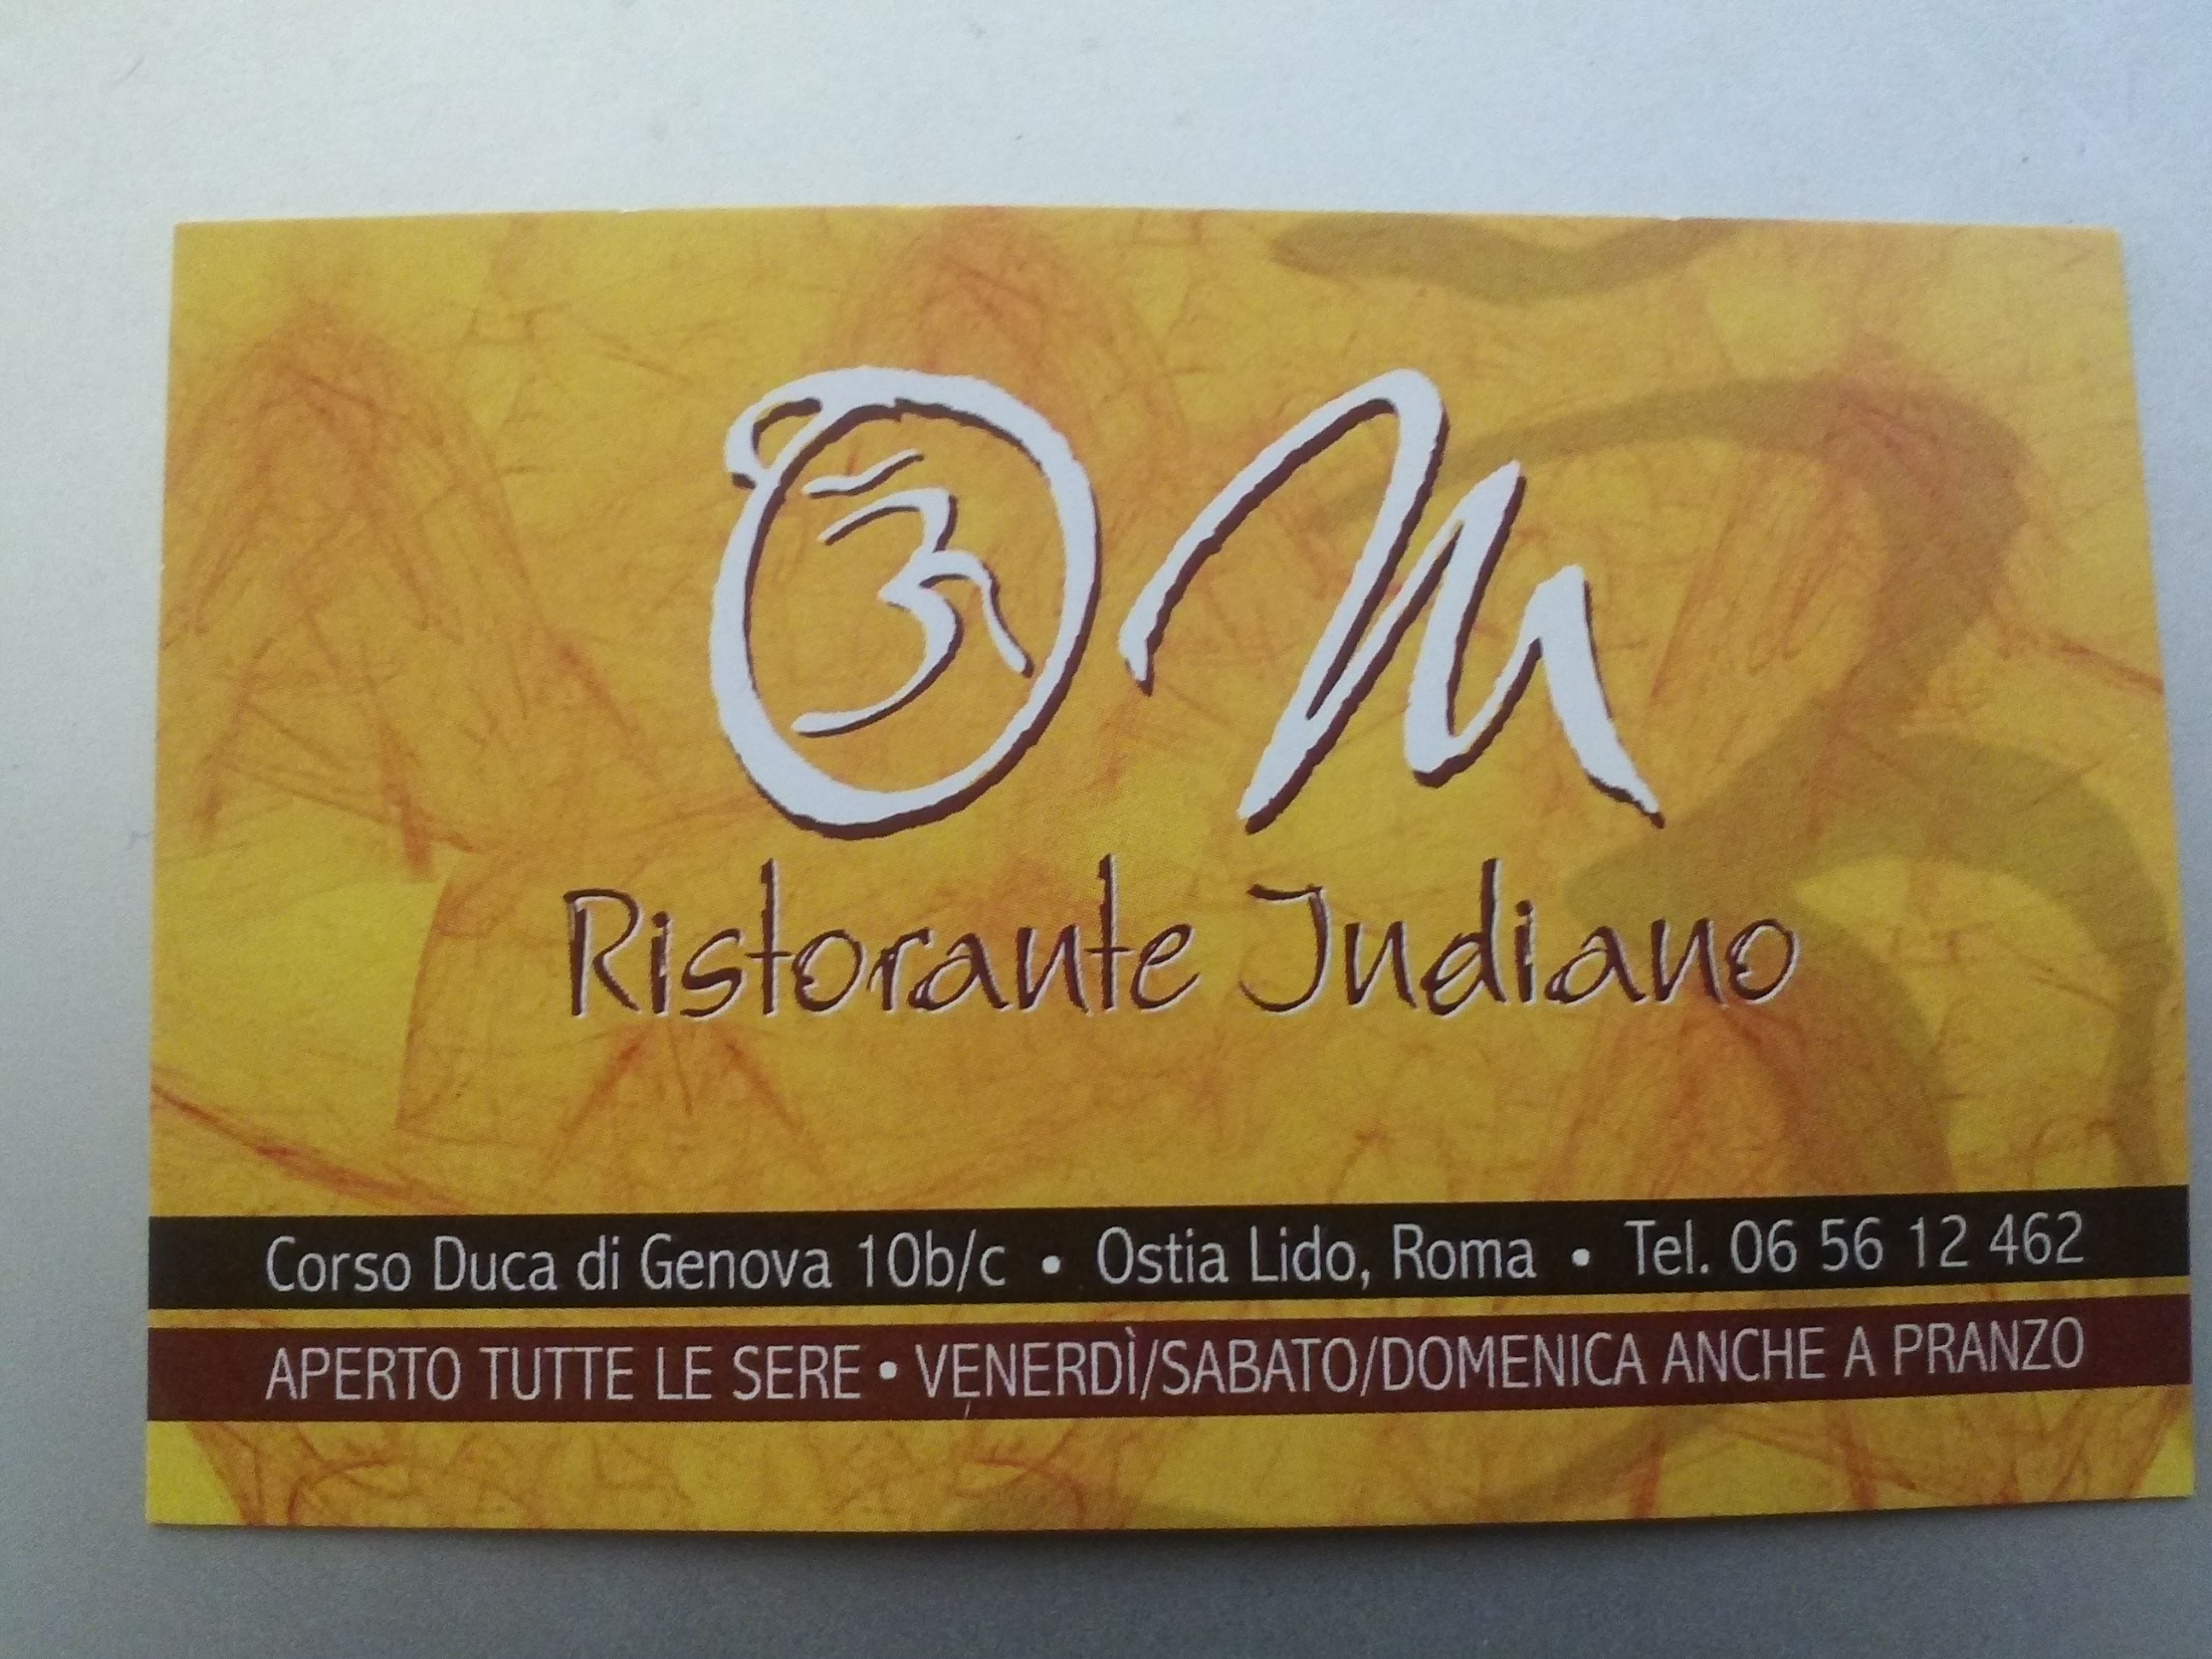 OM
Ristorante Indiano
Corso Duca di Genova 10b/c • Ostia Lido, Roma • Tel. 06 56 12 462
APERTO TUTTE LE SERE • VENERDÌ/SABATO/DOMENICA ANCHE A PRANZO